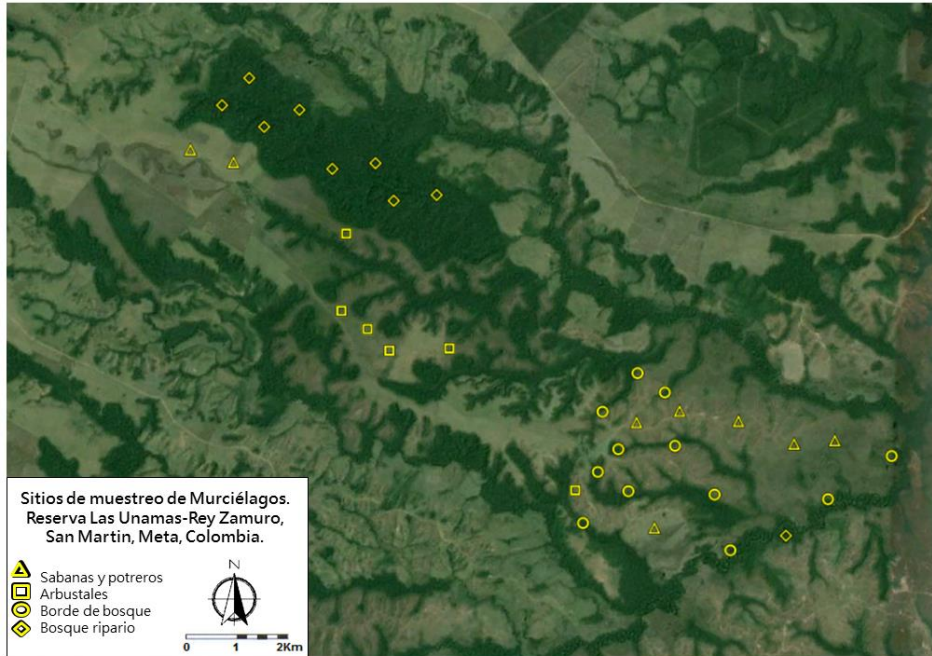 Sitios de muestreo de Murciélagos.
Reserva Las Unamas-Rey Zamuro,
San Martin, Meta, Colombia.
Sabanas y potreros
Arbustales
Borde de bosque
Bosque ripario
N
0 1 2Km